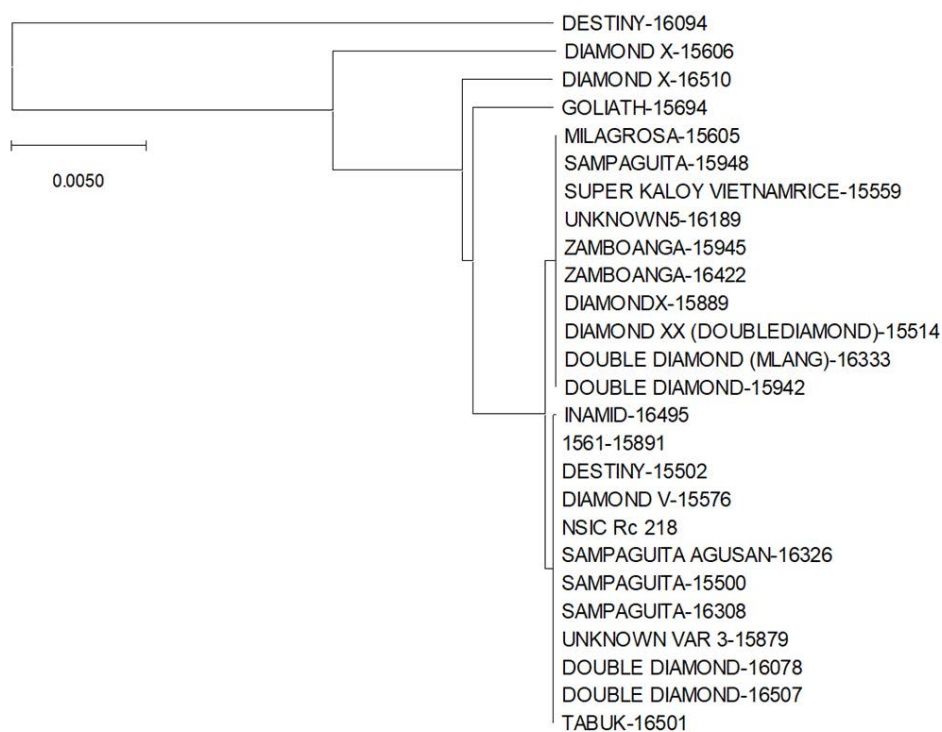 DESTINY-16094
DIAMOND X-15606
DIAMOND X-16510
GOLIATH-15694
MILAGROSA-15605
SAMPAGUITA-15948
0.0050
SUPER KALOY VIETNAMRICE-15559
UNKNOWN5-16189
ZAMBOANGA-15945
ZAMBOANGA-16422
DIAMONDX-15889
DIAMOND XX (DOUBLEDIAMOND)-15514
DOUBLE DIAMOND (MLANG)-16333
DOUBLE DIAMOND-15942
INAMID-16495
1561-15891
DESTINY-15502
DIAMOND V-15576
NSIC Rc 218
SAMPAGUITA AGUSAN-16326
SAMPAGUITA-15500
SAMPAGUITA-16308
UNKNOWN VAR 3-15879
DOUBLE DIAMOND-16078
DOUBLE DIAMOND-16507
TABUK-16501